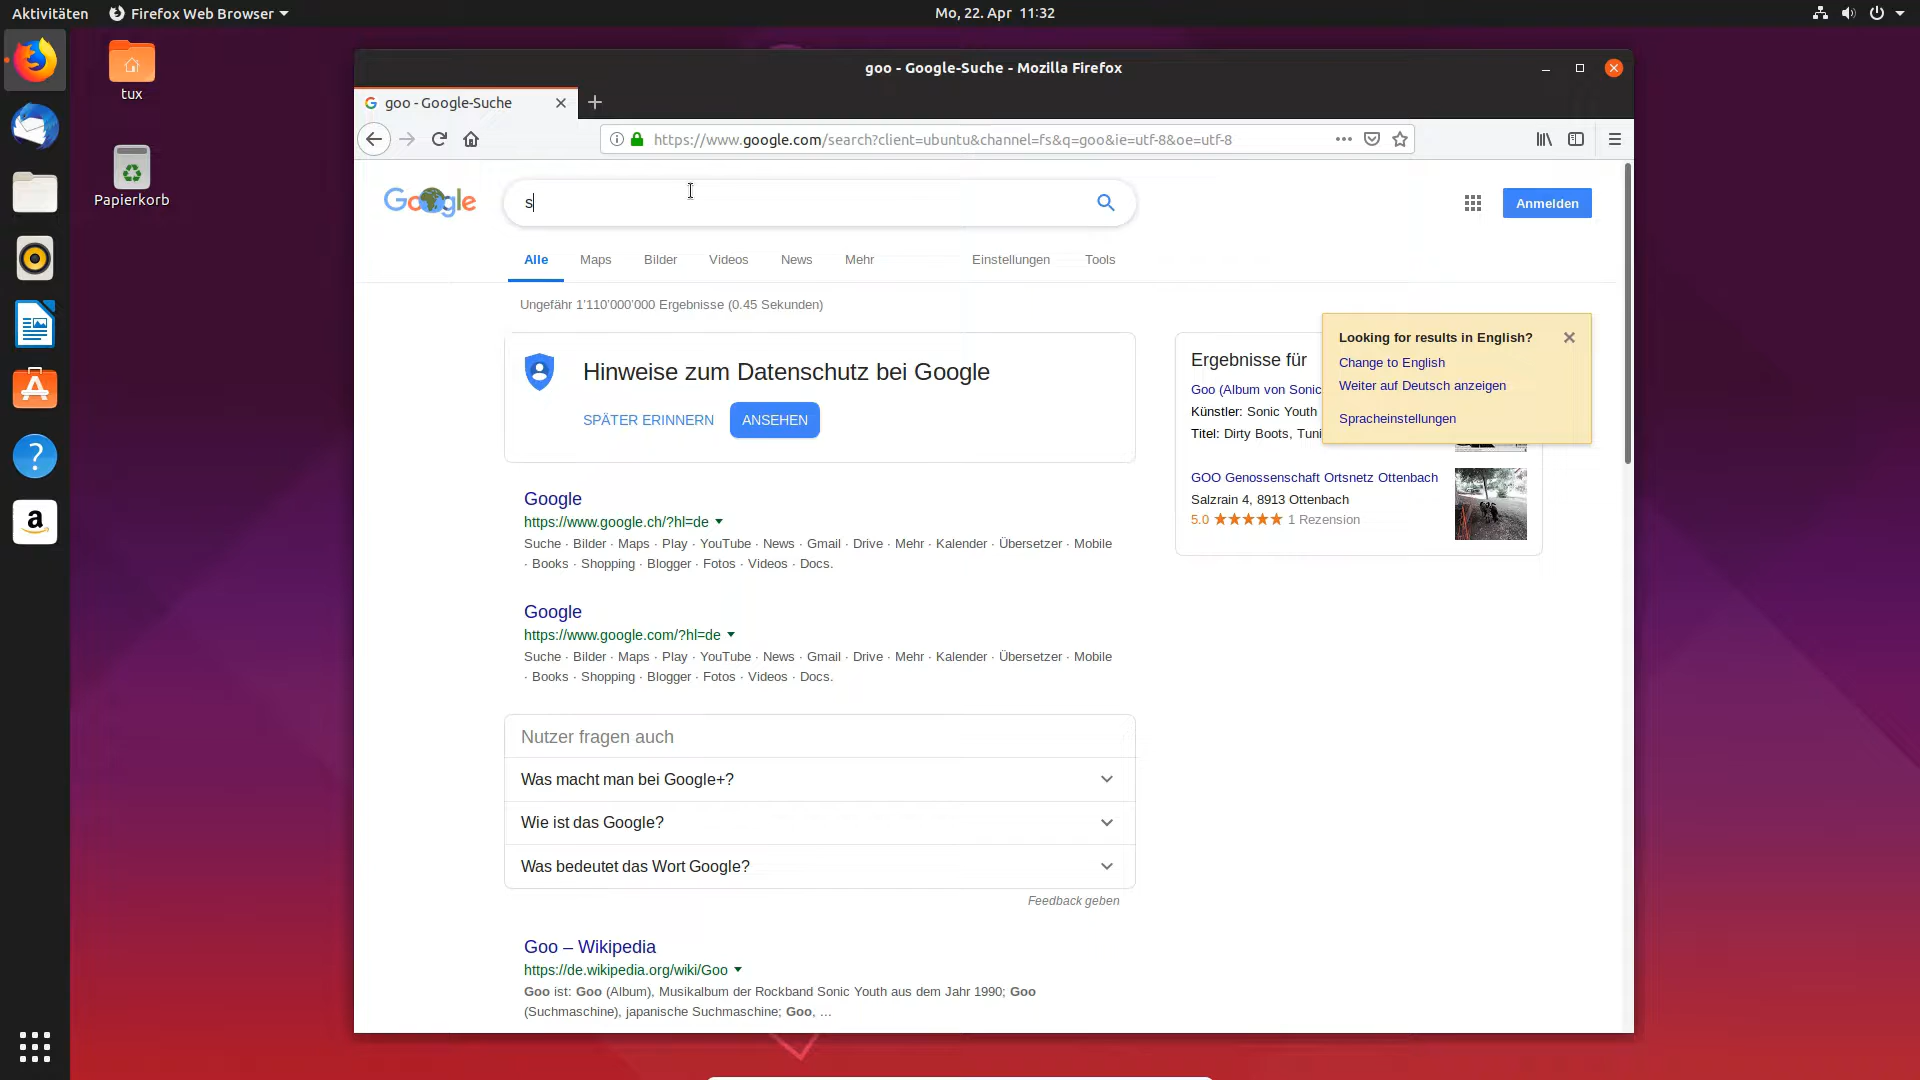 Aktivitäten Firefox Web Browser Mo, 22. Apr 11:32
tux
Papierkorb
goo - Google-Suche - Mozilla Firefox
goo - Google-Suche
https://www.google.com/search?client=ubuntu&channel=fs&q=goo&ie=utf-8&oe=utf-8
Google
s
Anmelden
Alle Maps Bilder Videos News Mehr Einstellungen Tools
Ungefähr 1'110'000'000 Ergebnisse (0.45 Sekunden)
Hinweise zum Datenschutz bei Google
SPÄTER ERINNERN ANSEHEN
Google
https://www.google.ch/?hl=de
Suche · Bilder · Maps · Play · YouTube · News · Gmail · Drive · Mehr · Kalender · Übersetzer · Mobile
· Books · Shopping · Blogger · Fotos · Videos · Docs.
Google
https://www.google.com/?hl=de
Suche · Bilder · Maps · Play · YouTube · News · Gmail · Drive · Mehr · Kalender · Übersetzer · Mobile
· Books · Shopping · Blogger · Fotos · Videos · Docs.
Nutzer fragen auch
Was macht man bei Google+?
Wie ist das Google?
Was bedeutet das Wort Google?
Feedback geben
Goo – Wikipedia
https://de.wikipedia.org/wiki/Goo
Goo ist: Goo (Album), Musikalbum der Rockband Sonic Youth aus dem Jahr 1990; Goo
(Suchmaschine), japanische Suchmaschine; Goo, ...
Ergebnisse für
Goo (Album von Sonic
Künstler: Sonic Youth
Titel: Dirty Boots, Tuni
GOO Genossenschaft Ortsnetz Ottenbach
Salzrain 4, 8913 Ottenbach
5.0 ★★★★★ 1 Rezension
Looking for results in English?
Change to English
Weiter auf Deutsch anzeigen
Spracheinstellungen